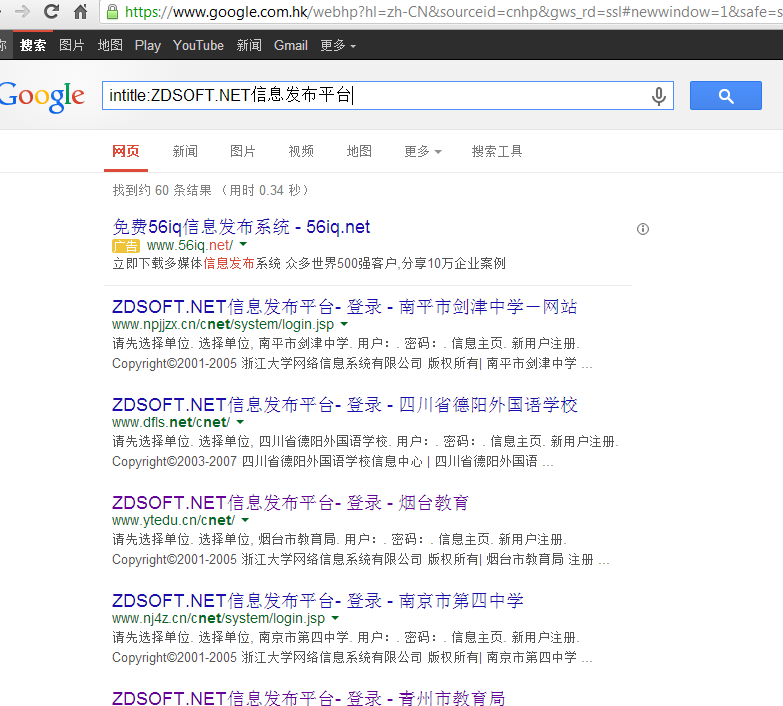 https://www.google.com.hk/webhp?hl=zh-CN&sourceid=cnhp&gws_rd=ssl#newwindow=1&safe=s
搜索 图片 地图 Play YouTube 新闻 Gmail 更多
Google intitle:ZDSOFT.NET信息发布平台
网页 新闻 图片 视频 地图 更多 搜索工具
找到约 60 条结果 （用时 0.34 秒）
免费56iq信息发布系统 - 56iq.net
广告 www.56iq.net/
立即下载多媒体信息发布系统 众多世界500强客户,分享10万企业案例
ZDSOFT.NET信息发布平台- 登录 - 南平市剑津中学－网站
www.npjjzx.cn/cnet/system/login.jsp
请先选择单位. 选择单位, 南平市剑津中学. 用户：. 密码：. 信息主页. 新用户注册.
Copyright©2001-2005 浙江大学网络信息系统有限公司 版权所有| 南平市剑津中学 ...
ZDSOFT.NET信息发布平台- 登录 - 四川省德阳外国语学校
www.dfls.net/cnet/
请先选择单位. 选择单位, 四川省德阳外国语学校. 用户：. 密码：. 信息主页. 新用户注册.
Copyright©2003-2007 四川省德阳外国语学校信息中心 | 四川省德阳外国语 ...
ZDSOFT.NET信息发布平台- 登录 - 烟台教育
www.ytedu.cn/cnet/
请先选择单位. 选择单位, 烟台市教育局. 用户：. 密码：. 信息主页. 新用户注册.
Copyright©2001-2005 浙江大学网络信息系统有限公司 版权所有| 烟台市教育局 注册 ...
ZDSOFT.NET信息发布平台- 登录 - 南京市第四中学
www.nj4z.cn/cnet/system/login.jsp
请先选择单位. 选择单位, 南京市第四中学. 用户：. 密码：. 信息主页. 新用户注册.
Copyright©2001-2005 浙江大学网络信息系统有限公司 版权所有| 南京市第四中学 ...
ZDSOFT.NET信息发布平台- 登录 - 青州市教育局